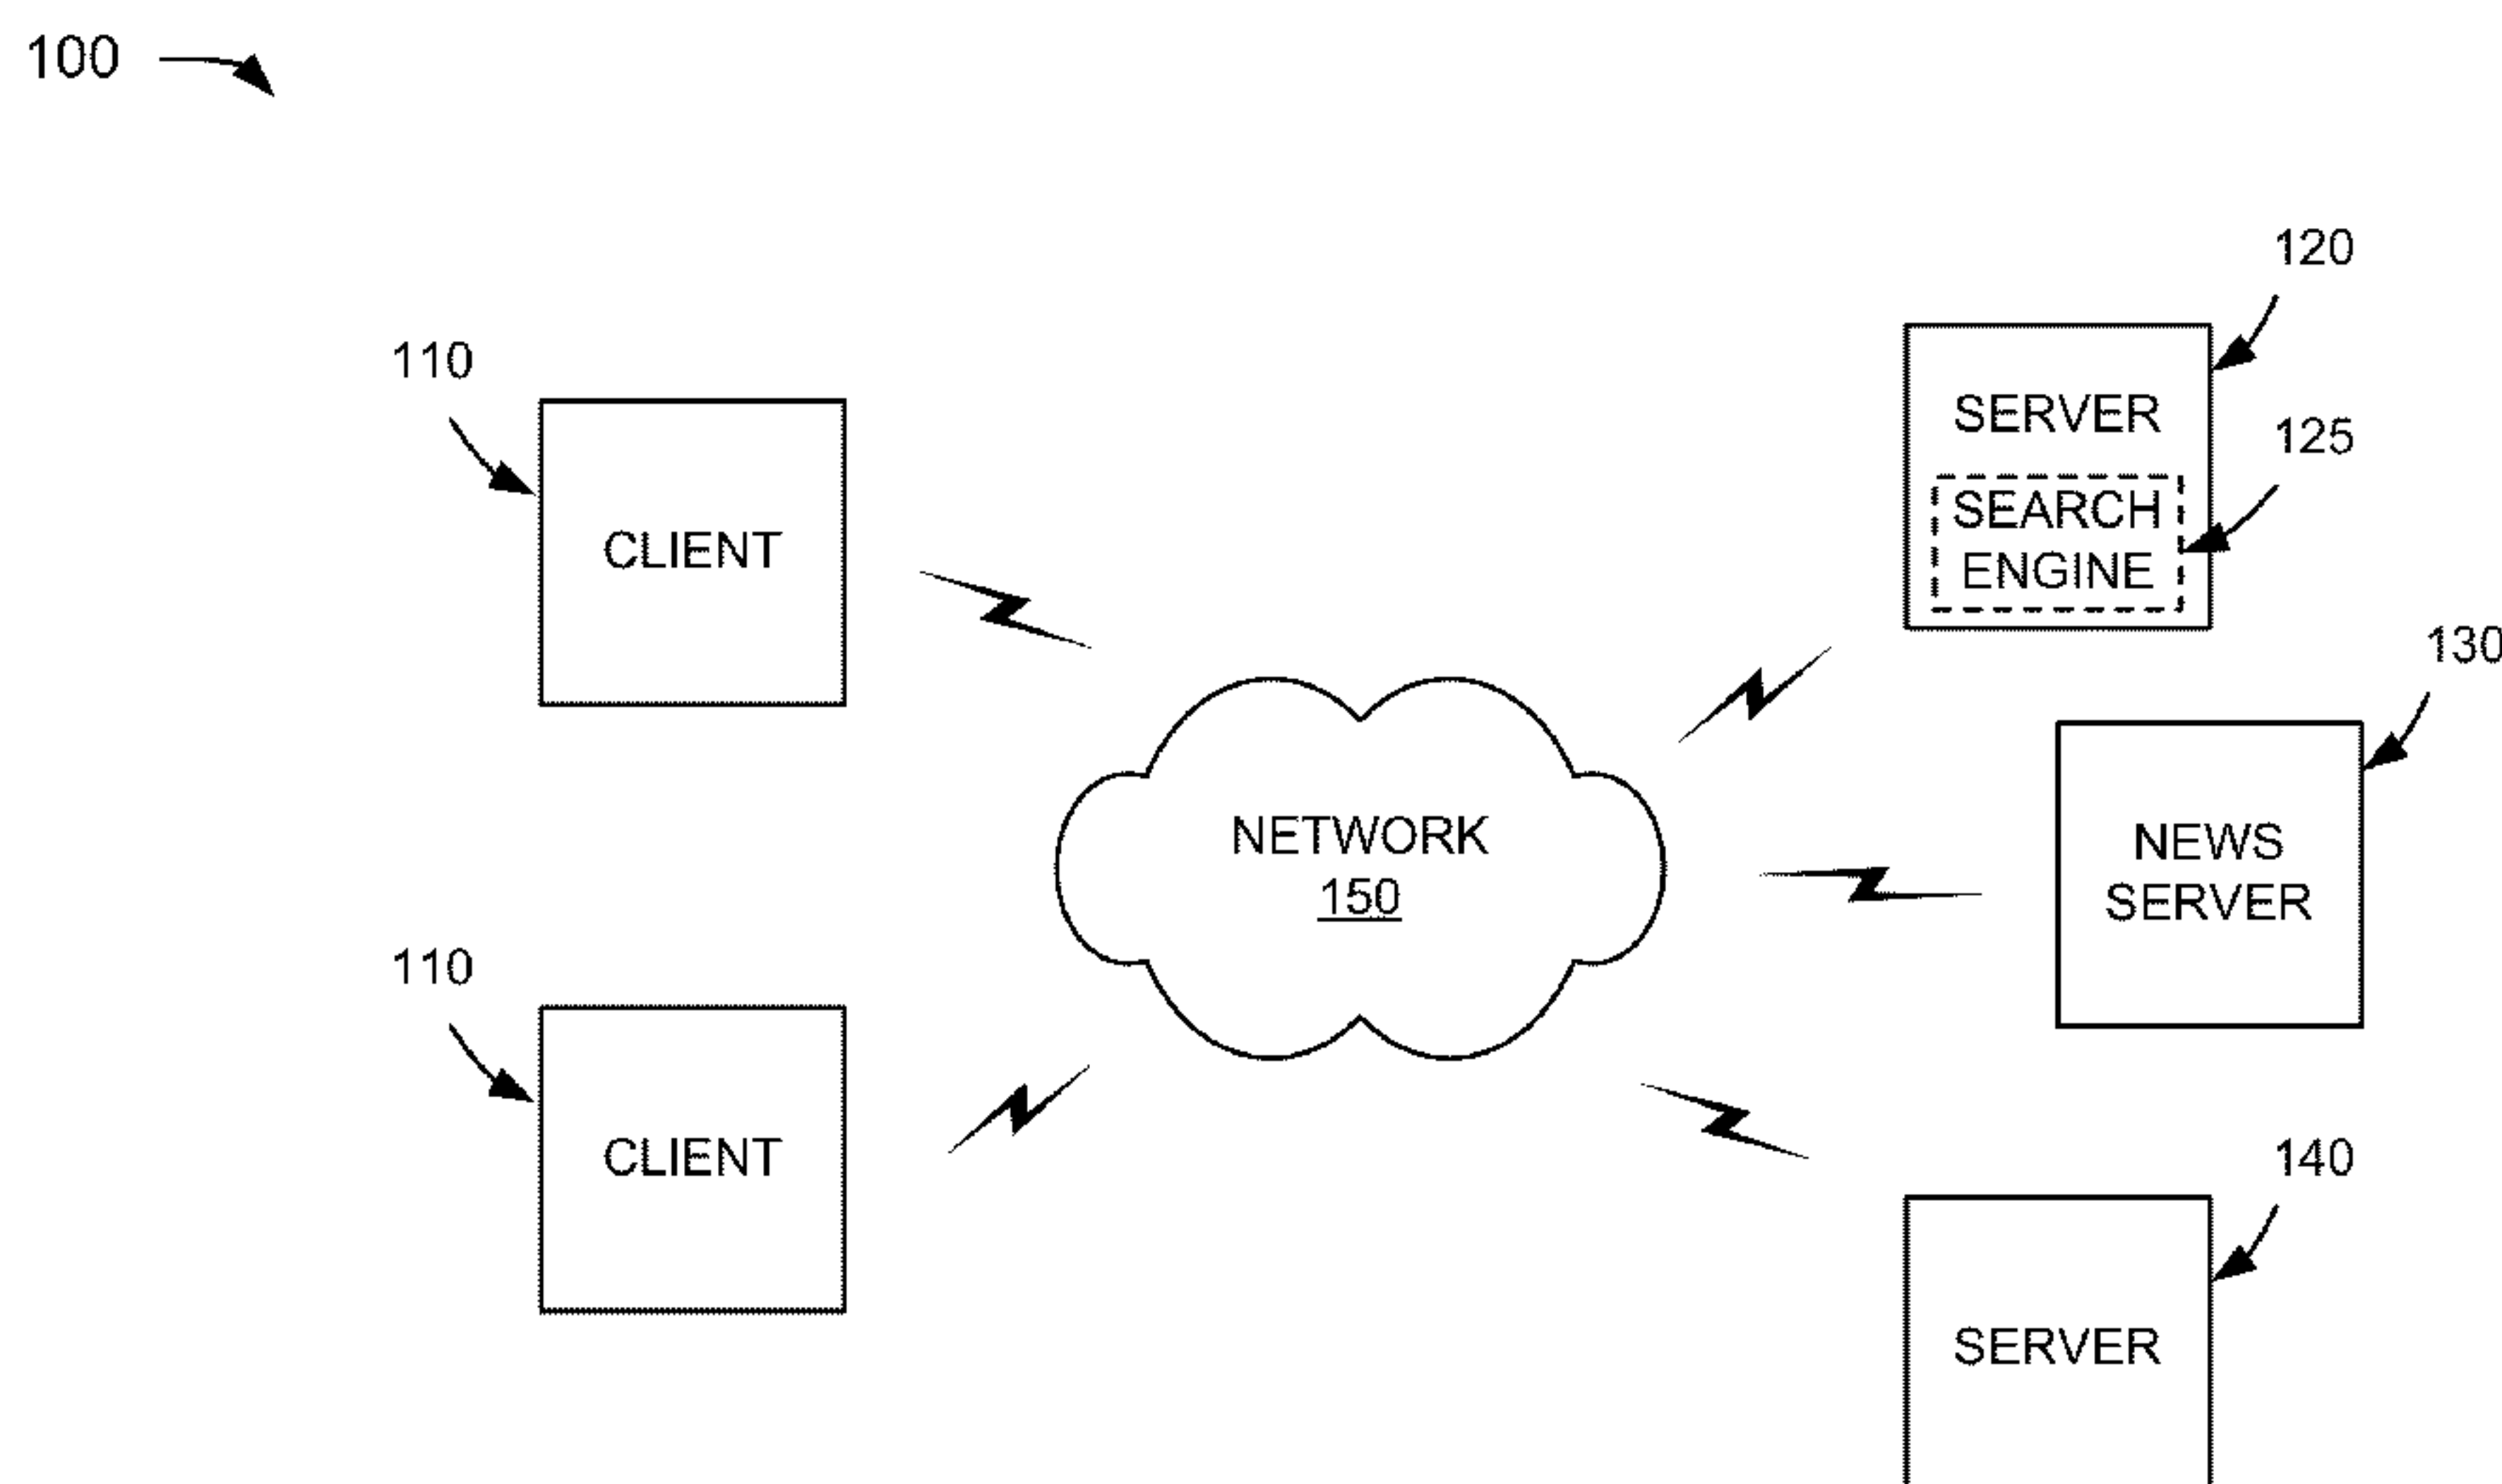 100
120
110
SERVER
125
SEARCH
ENGINE
CLIENT
130
NETWORK
150
NEWS
SERVER
110
CLIENT
140
SERVER